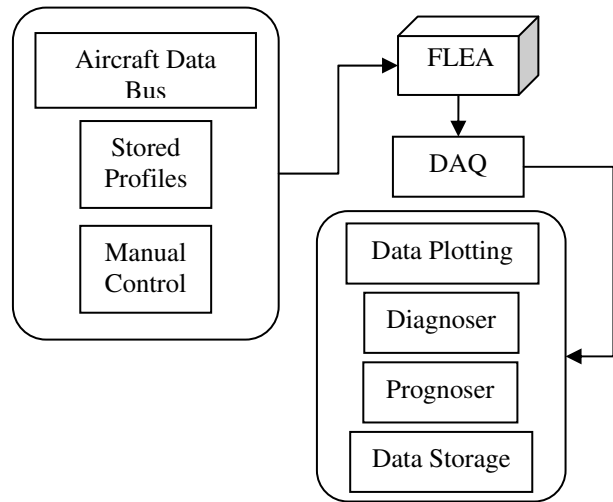 Aircraft Data
Bus
Stored
Profiles
Manual
Control
FLEA
DAQ
Data Plotting
Diagnoser
Prognoser
Data Storage